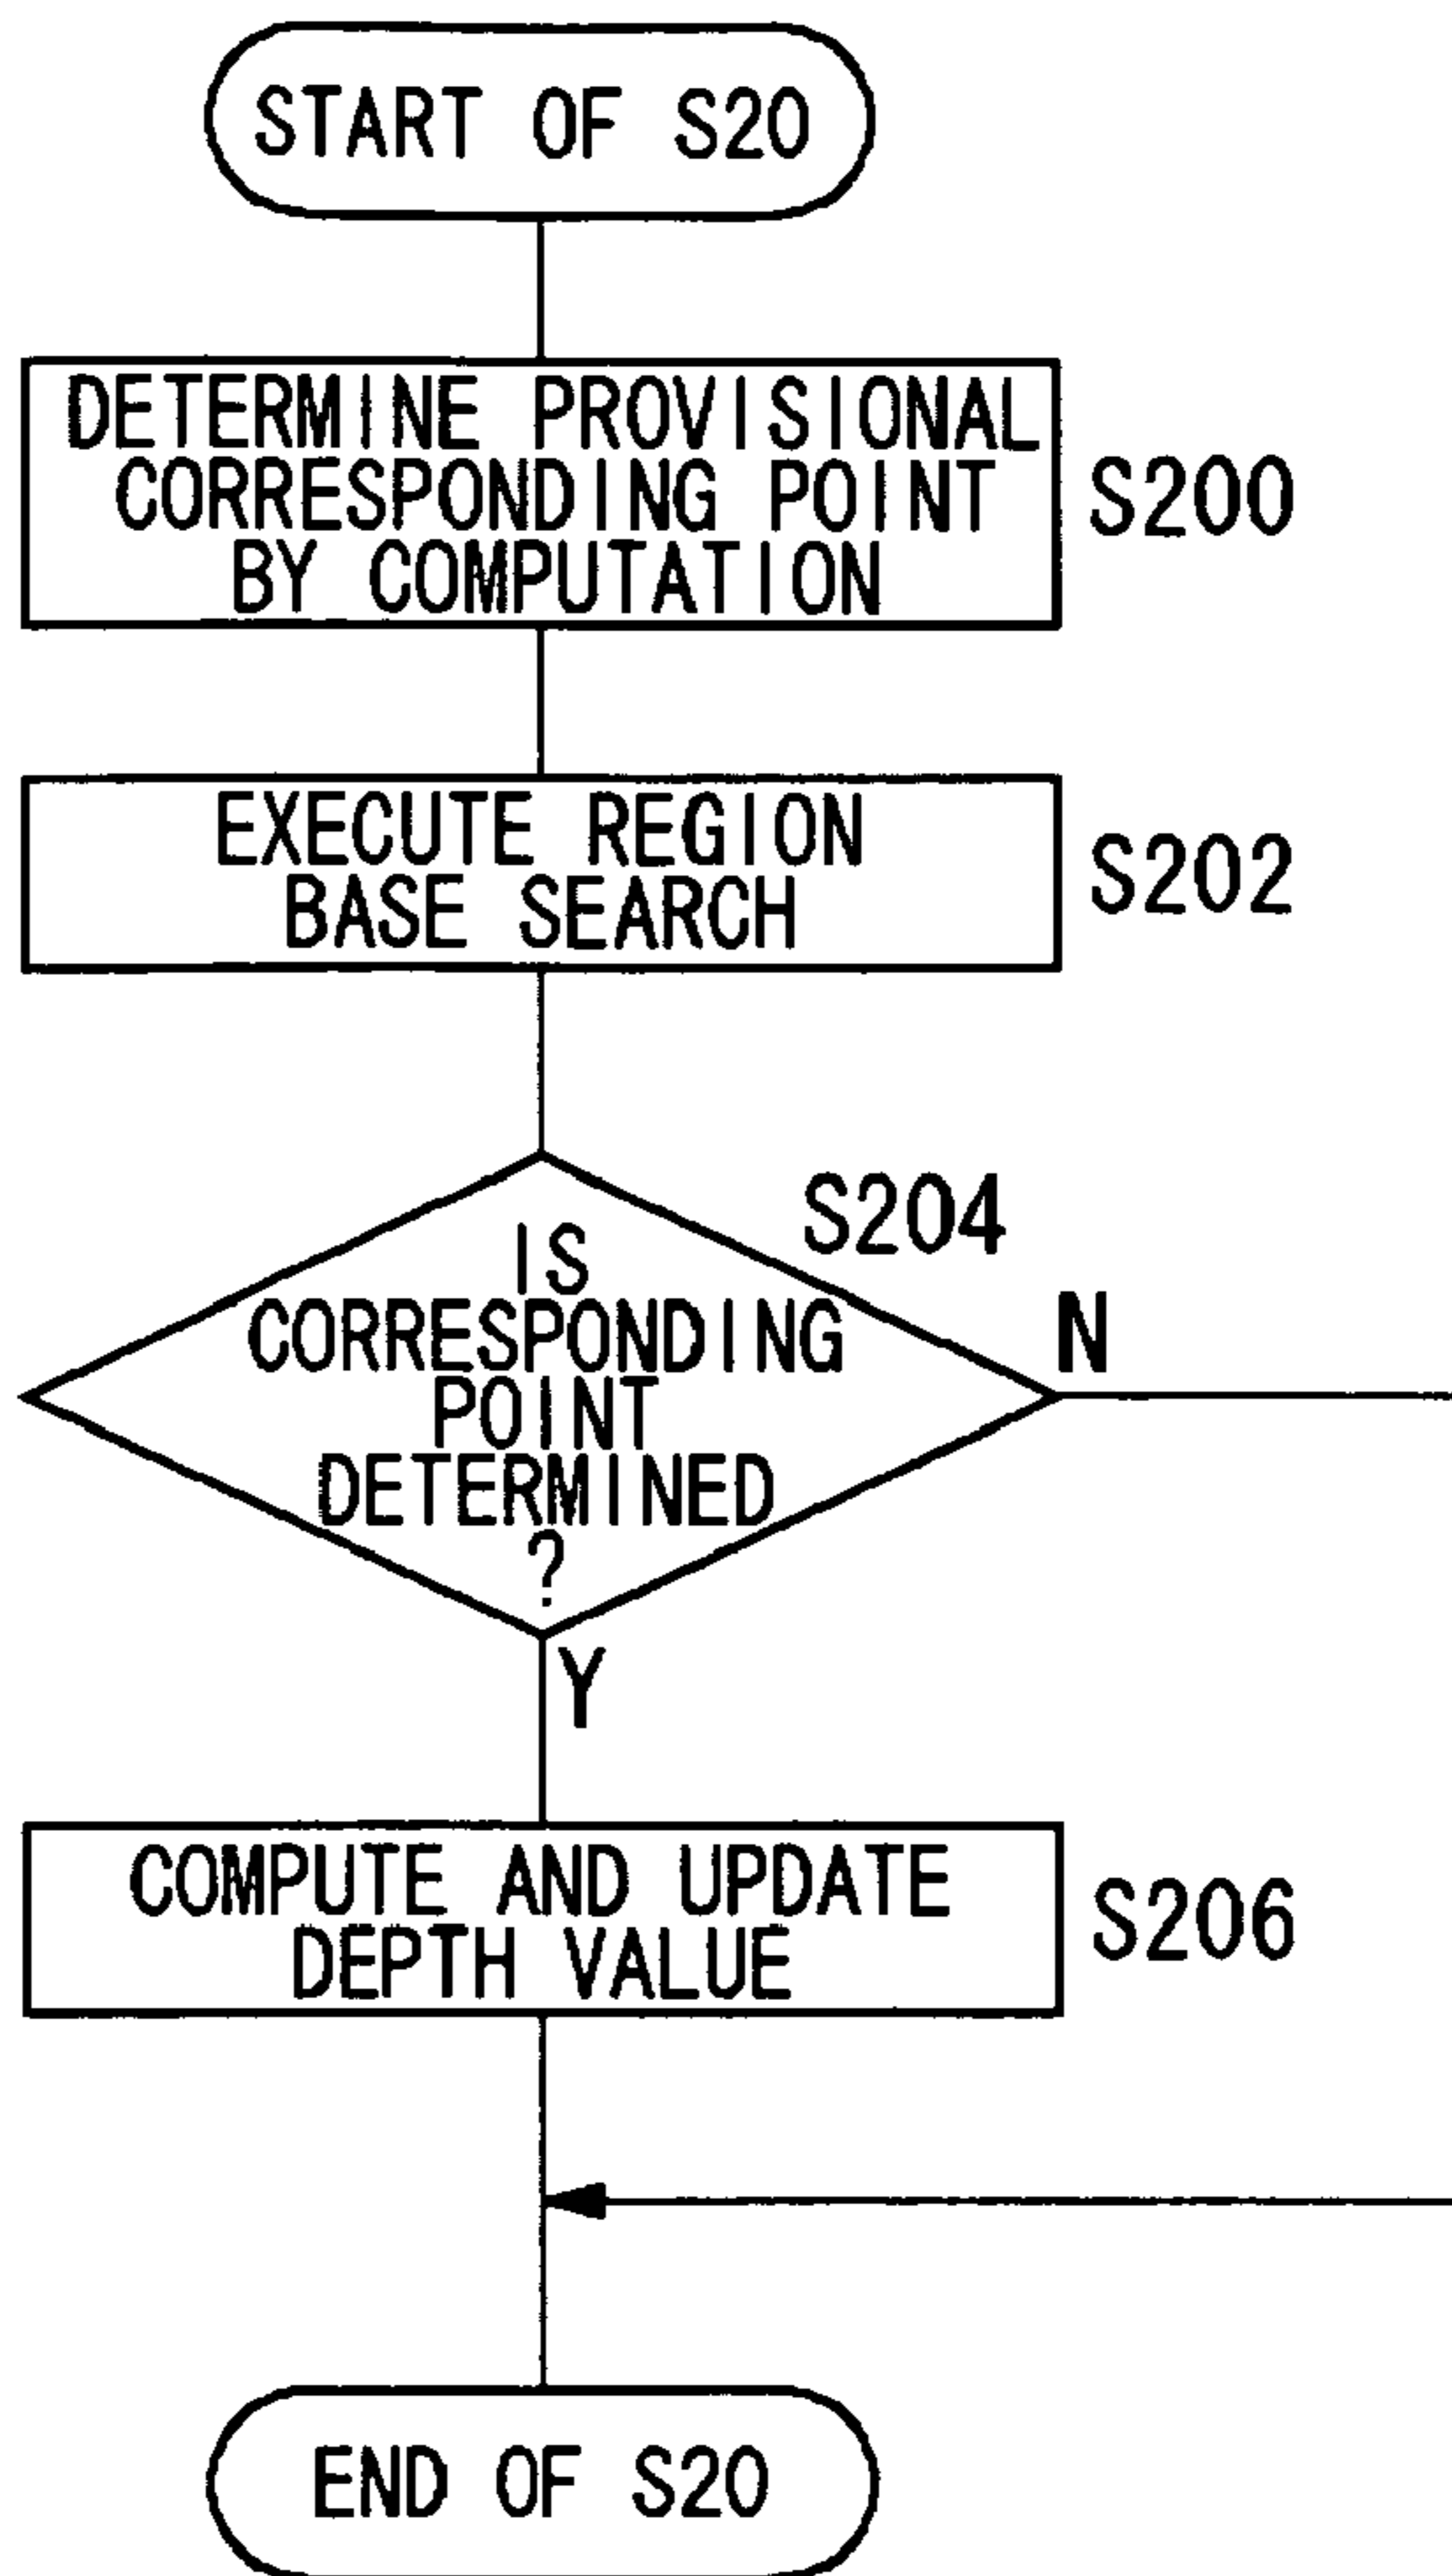 START OF S20
DETERMINE PROVISIONAL
CORRESPONDING POINT
BY COMPUTATION
S200
EXECUTE REGION
BASE SEARCH
S202
S204
IS
CORRESPONDING
POINT
DETERMINED
?
N
Y
COMPUTE AND UPDATE
DEPTH VALUE
S206
END OF S20